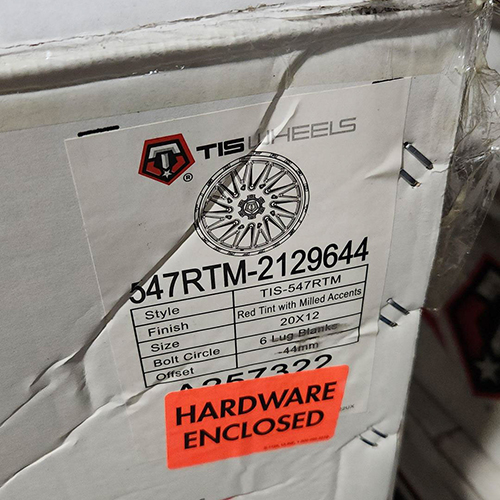 TIS WHEELS
®
547RTM-2129644
Style TIS-547RTM
Finish Red Tint with Milled Accents
Size 20X12
Bolt Circle 6 Lug Blanks
Offset -44mm
A257322
HARDWARE
ENCLOSED